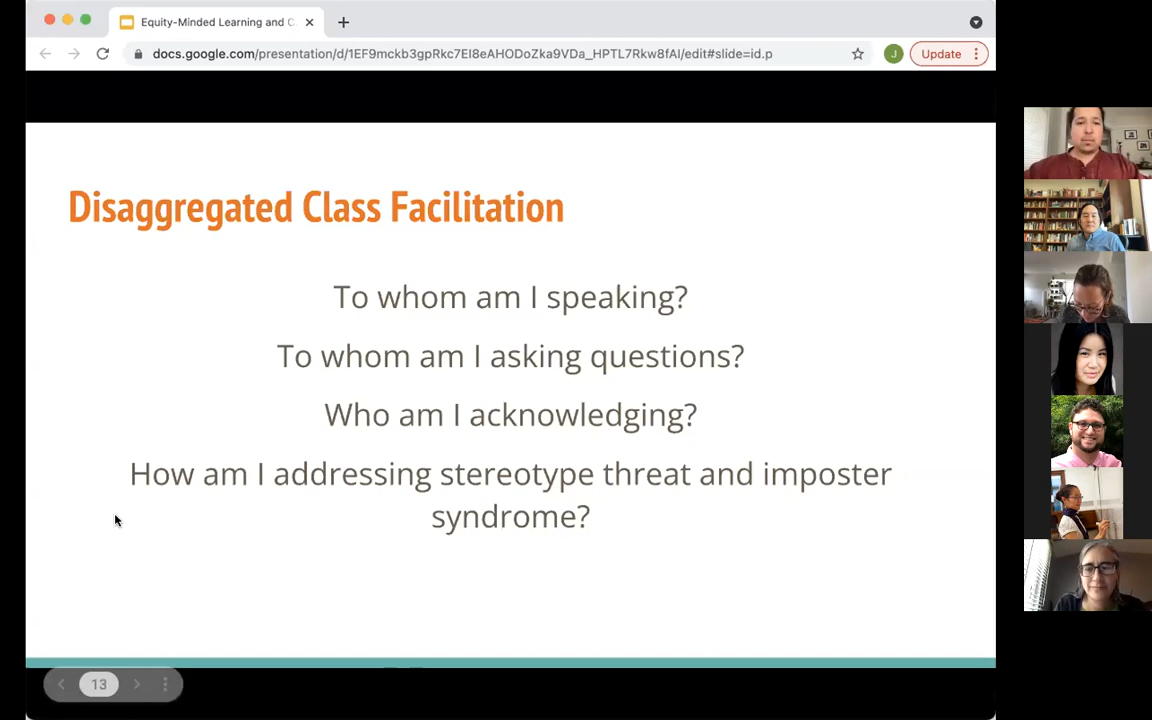 Equity-Minded Learning and C
docs.google.com/presentation/d/1EF9mckb3gpRkc7EI8eAHODoZka9VDa_HPTL7Rkw8fAI/edit#slide=id.p
J
Update
Disaggregated Class Facilitation
To whom am I speaking?
To whom am I asking questions?
Who am I acknowledging?
How am I addressing stereotype threat and imposter
syndrome?
13